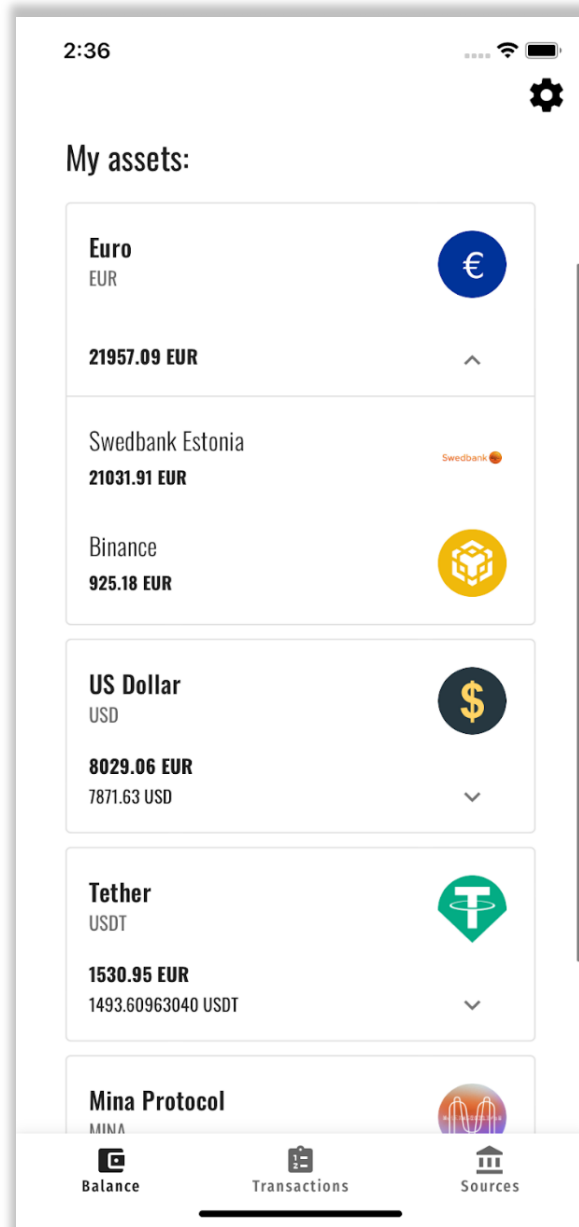 2:36
My assets:
Euro
EUR
€
21957.09 EUR
Swedbank Estonia
Swedbank
21031.91 EUR
Binance
925.18 EUR
US Dollar
$
USD
8029.06 EUR
7871.63 USD
Tether
USDT
1530.95 EUR
1493.60963040 USDT
Mina Protocol
MINA
Balance
Transactions
Sources